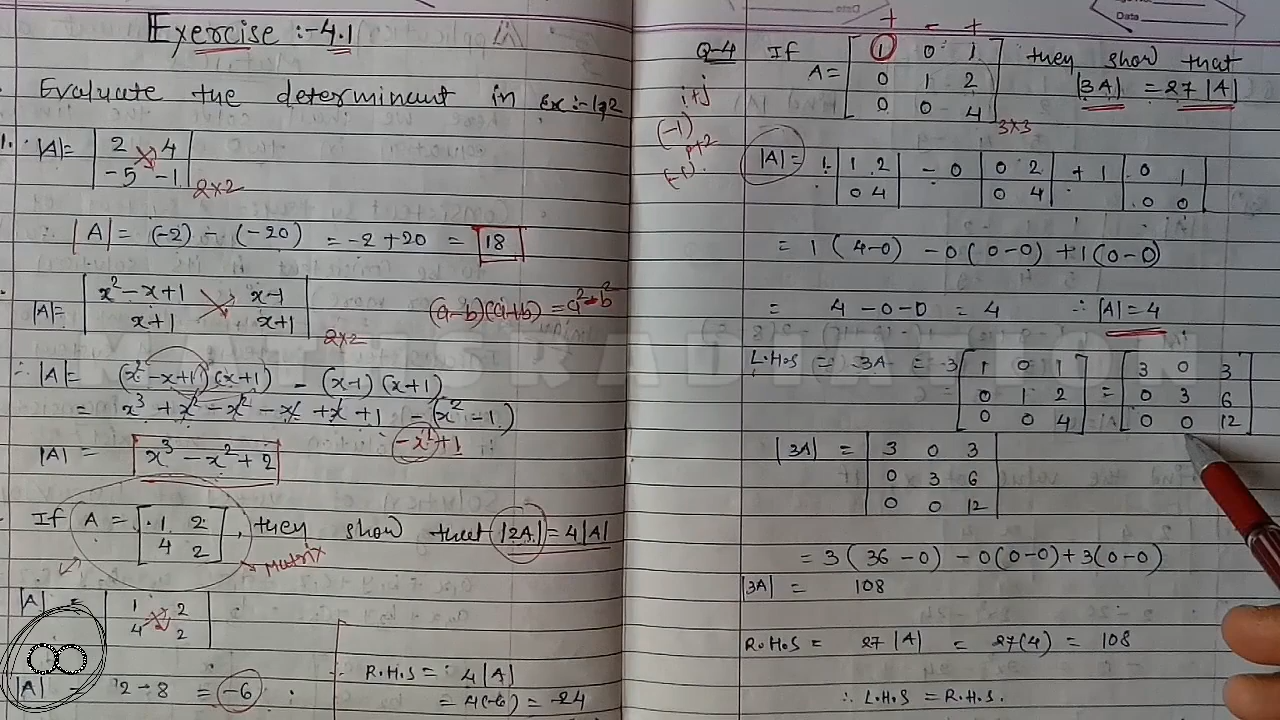 Exercise :- 4.1
Evaluate the determinant in Ex:- 1 q 2
1. |A| = | 2 4 |
| -5 -1 | 2x2
∴ |A| = (-2) - (-20) = -2 + 20 = 18
|A| = | x² - x + 1 x - 1 |
| x + 1 x + 1 | 2x2
(a-b)(a+b) = a² - b²
∴ |A| = (x² - x + 1)(x + 1) - (x-1)(x+1)
= x³ + x² - x² - x + x + 1 - (x² - 1)
- x² + 1
|A| = x³ - x² + 2
If A = [ 1 2 ] , they show that |2A| = 4|A|
[ 4 2 ] → Matrix
|A| = | 1 2 |
| 4 2 |
|A| = 2 - 8 = -6
R.H.S = 4|A|
= 4(-6) = -24
+ - +
Q-4 If A = [ 1 0 1 ] they show that
[ 0 1 2 ] |3A| = 27|A|
[ 0 0 4 ] 3x3
i+j
(-1)
|A| = 1 | 1 2 | - 0 | 0 2 | + 1 | 0 1 |
| 0 4 | | 0 4 | | 0 0 |
= 1(4-0) - 0(0-0) + 1(0-0)
= 4 - 0 - 0 = 4 ∴ |A| = 4
L.H.S = 3A = 3 [ 1 0 1 ] = [ 3 0 3 ]
[ 0 1 2 ] [ 0 3 6 ]
[ 0 0 4 ] [ 0 0 12 ]
|3A| = | 3 0 3 |
| 0 3 6 |
| 0 0 12 |
= 3(36-0) - 0(0-0) + 3(0-0)
|3A| = 108
R.H.S = 27|A| = 27(4) = 108
∴ L.H.S = R.H.S.
MATHS RADIATION